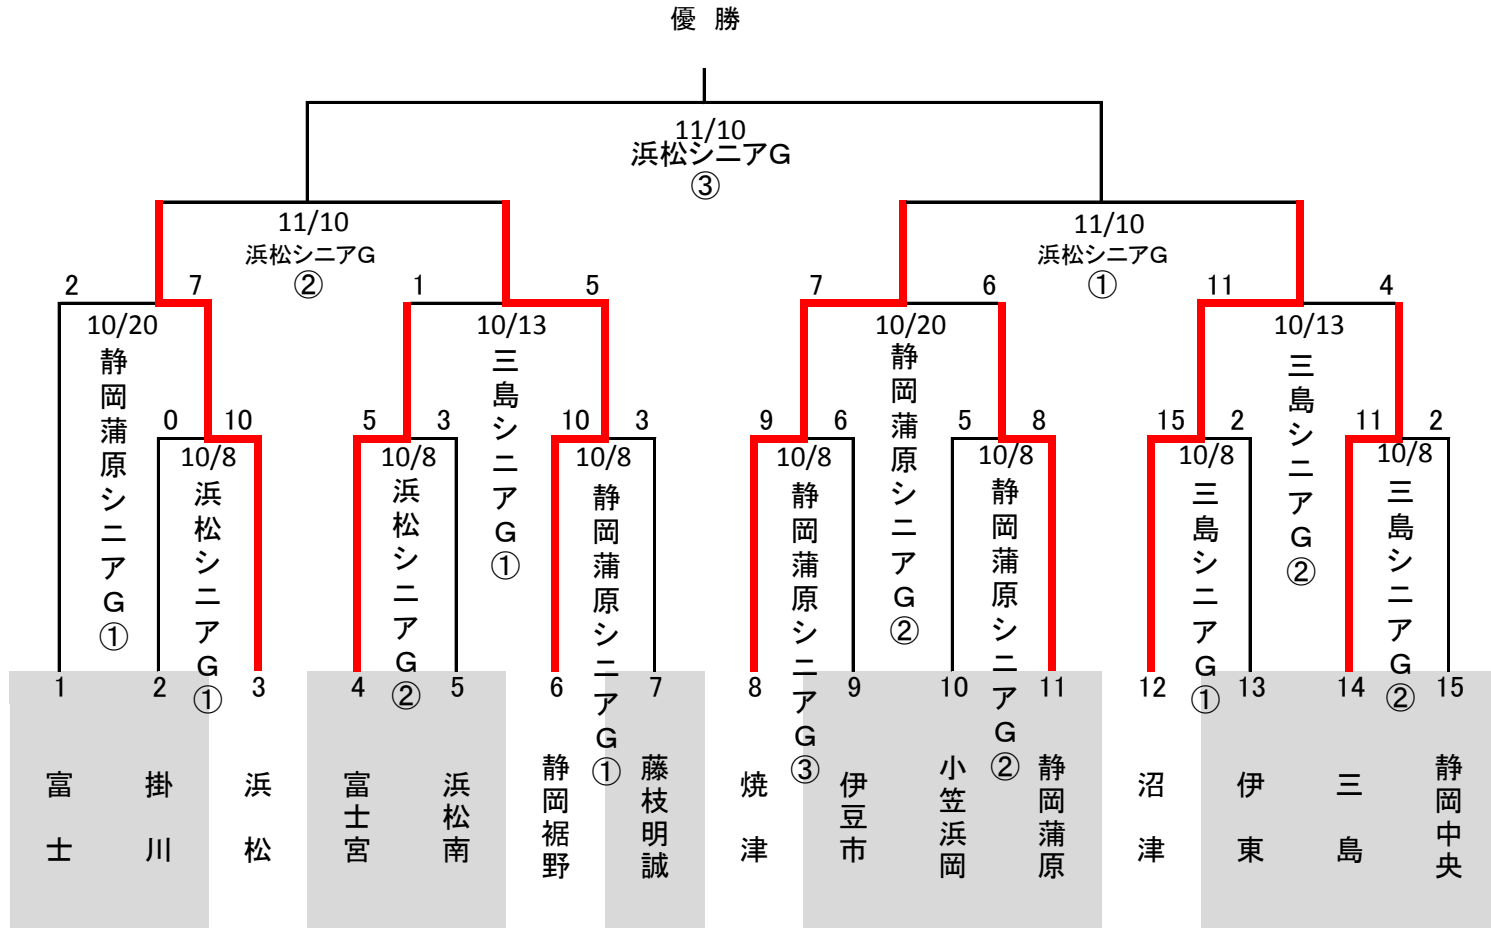 優 勝
11/10
浜松シニアG
③
11/10
浜松シニアG
②
11/10
浜松シニアG
①
2 7
1 5
7 6
11 4
10/20
静岡蒲原シニアG①
10/13
三島シニアG①
10/20
静岡蒲原シニアG②
10/13
三島シニアG②
0 10
5 3
10 3
9 6
5 8
15 2
11 2
10/8
浜松シニアG①
10/8
浜松シニアG②
10/8
静岡蒲原シニアG①
10/8
静岡蒲原シニアG③
10/8
静岡蒲原シニアG②
10/8
三島シニアG①
10/8
三島シニアG②
1 2 3 4 5 6 7 8 9 10 11 12 13 14 15
富士
掛川
浜松
富士宮
浜松南
静岡裾野
藤枝明誠
焼津
伊豆市
小笠浜岡
静岡蒲原
沼津
伊東
三島
静岡中央